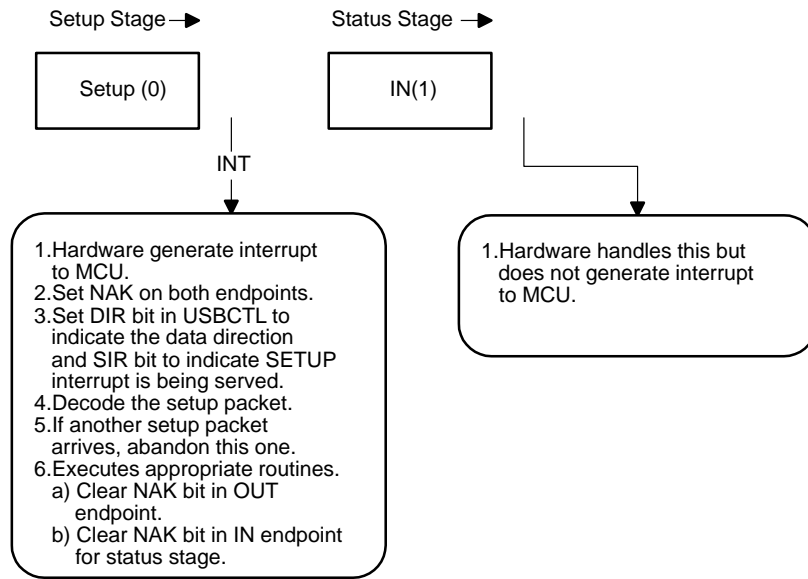 Setup Stage
Status Stage
Setup (0)
IN(1)
INT
1.Hardware generate interrupt
to MCU.
2.Set NAK on both endpoints.
3.Set DIR bit in USBCTL to
indicate the data direction
and SIR bit to indicate SETUP
interrupt is being served.
4.Decode the setup packet.
5.If another setup packet
arrives, abandon this one.
6.Executes appropriate routines.
a) Clear NAK bit in OUT
endpoint.
b) Clear NAK bit in IN endpoint
for status stage.
1.Hardware handles this but
does not generate interrupt
to MCU.